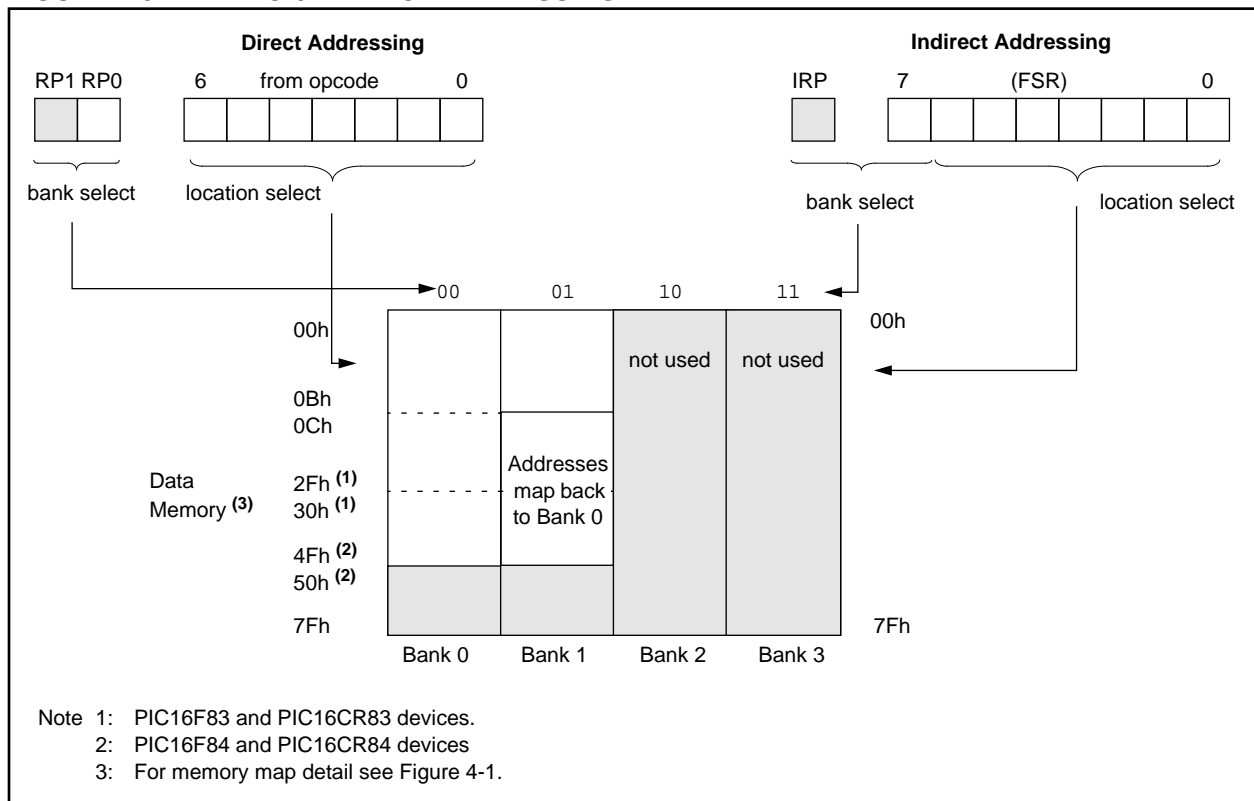 Direct Addressing
Indirect Addressing
RP1 RP0
6 from opcode 0
IRP
7 (FSR) 0
bank select
location select
bank select
location select
00 01 10 11
00h
00h
not used
not used
0Bh
0Ch
Addresses
map back
to Bank 0
Data
Memory (3)
2Fh (1)
30h (1)
4Fh (2)
50h (2)
7Fh
7Fh
Bank 0 Bank 1 Bank 2 Bank 3
Note 1: PIC16F83 and PIC16CR83 devices.
2: PIC16F84 and PIC16CR84 devices
3: For memory map detail see Figure 4-1.